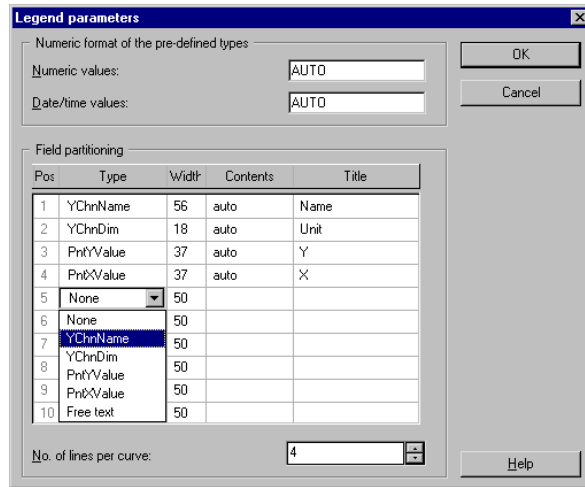 Legend parameters
Numeric format of the pre-defined types
Numeric values: AUTO
Date/time values: AUTO
OK
Cancel
Field partitioning
Pos Type Width Contents Title
1 YChnName 56 auto Name
2 YChnDim 18 auto Unit
3 PntYValue 37 auto Y
4 PntXValue 37 auto X
5 None 50
6 None 50
7 YChnName 50
8 YChnDim 50
PntYValue
9 PntXValue 50
10 Free text 50
No. of lines per curve: 4
Help